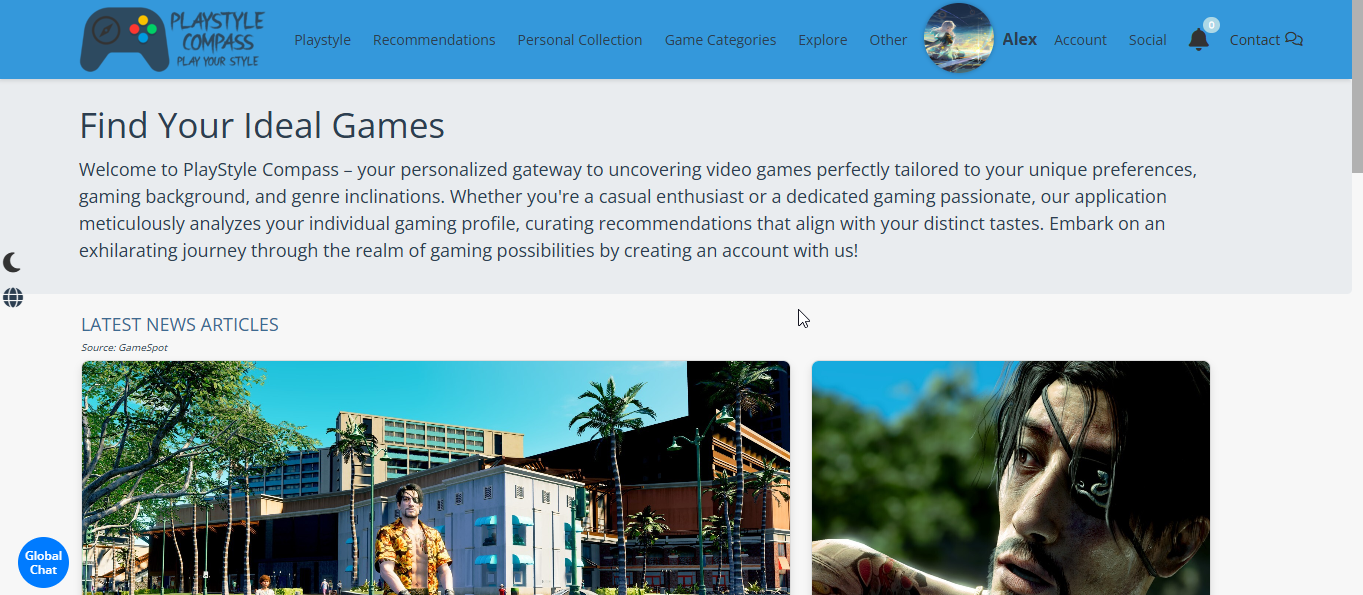 PLAYSTYLE
COMPASS
PLAY YOUR STYLE
Playstyle Recommendations Personal Collection Game Categories Explore Other Alex Account Social 0 Contact
Find Your Ideal Games
Welcome to PlayStyle Compass – your personalized gateway to uncovering video games perfectly tailored to your unique preferences,
gaming background, and genre inclinations. Whether you're a casual enthusiast or a dedicated gaming passionate, our application
meticulously analyzes your individual gaming profile, curating recommendations that align with your distinct tastes. Embark on an
exhilarating journey through the realm of gaming possibilities by creating an account with us!
LATEST NEWS ARTICLES
Source: GameSpot
Global
Chat